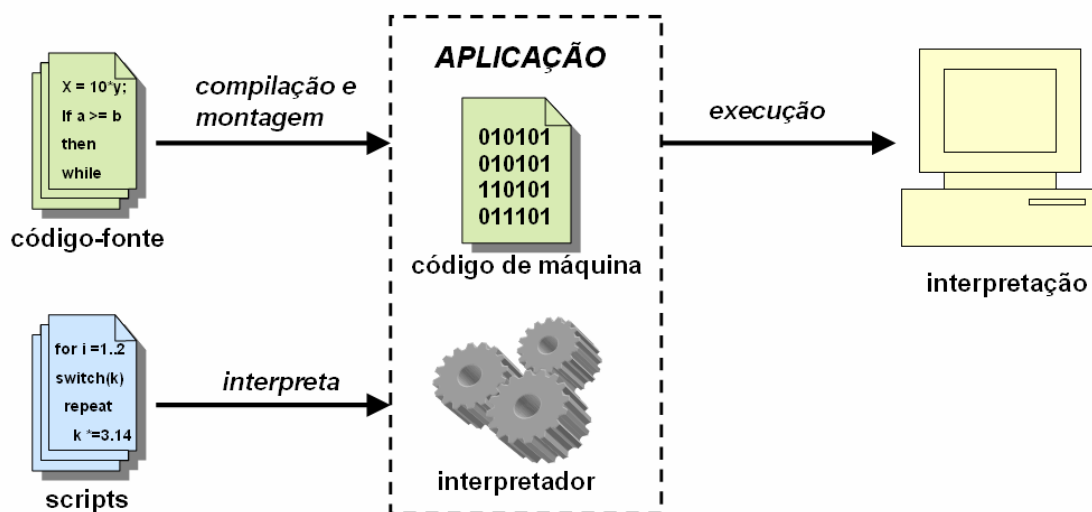 X = 10*y;
If a >= b
then
while
código-fonte
compilação e
montagem
APLICAÇÃO
010101
010101
110101
011101
código de máquina
execução
interpretação
for i =1..2
switch(k)
repeat
k *=3.14
scripts
interpreta
interpretador